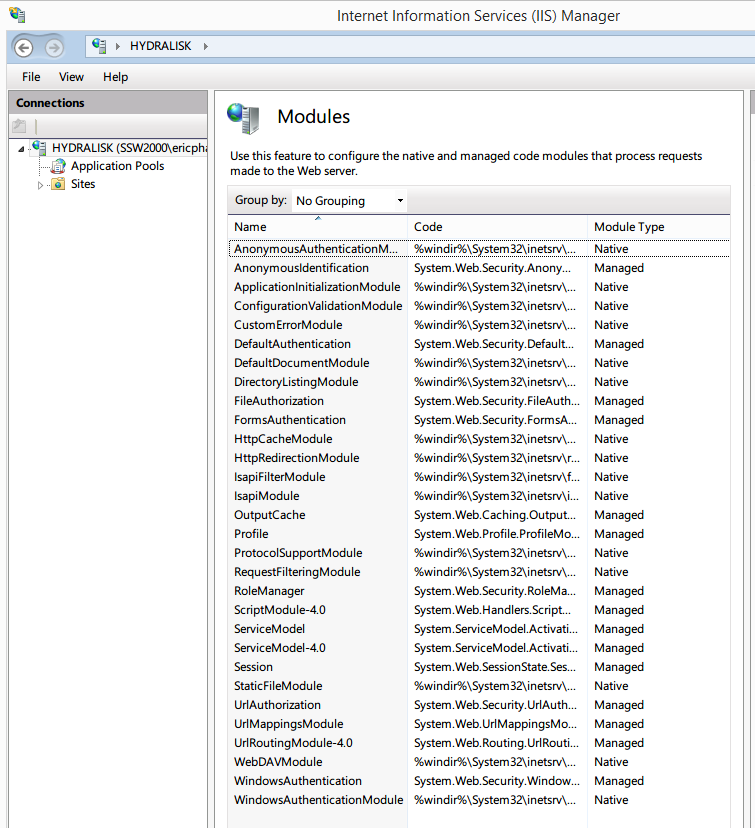 Internet Information Services (IIS) Manager
HYDRALISK
File View Help
Connections
HYDRALISK (SSW2000\ericpha
Application Pools
Sites
Modules
Use this feature to configure the native and managed code modules that process requests
made to the Web server.
Group by: No Grouping
Name Code Module Type
AnonymousAuthenticationM... %windir%\System32\inetsrv\... Native
AnonymousIdentification System.Web.Security.Anony... Managed
ApplicationInitializationModule %windir%\System32\inetsrv\... Native
ConfigurationValidationModule %windir%\System32\inetsrv\... Native
CustomErrorModule %windir%\System32\inetsrv\... Native
DefaultAuthentication System.Web.Security.Default... Managed
DefaultDocumentModule %windir%\System32\inetsrv\... Native
DirectoryListingModule %windir%\System32\inetsrv\... Native
FileAuthorization System.Web.Security.FileAuth... Managed
FormsAuthentication System.Web.Security.FormsA... Managed
HttpCacheModule %windir%\System32\inetsrv\... Native
HttpRedirectionModule %windir%\System32\inetsrv\r... Native
IsapiFilterModule %windir%\System32\inetsrv\f... Native
IsapiModule %windir%\System32\inetsrv\i... Native
OutputCache System.Web.Caching.Output... Managed
Profile System.Web.Profile.ProfileMo... Managed
ProtocolSupportModule %windir%\System32\inetsrv\... Native
RequestFilteringModule %windir%\System32\inetsrv\... Native
RoleManager System.Web.Security.RoleMa... Managed
ScriptModule-4.0 System.Web.Handlers.Script... Managed
ServiceModel System.ServiceModel.Activati... Managed
ServiceModel-4.0 System.ServiceModel.Activati... Managed
Session System.Web.SessionState.Ses... Managed
StaticFileModule %windir%\System32\inetsrv\... Native
UrlAuthorization System.Web.Security.UrlAuth... Managed
UrlMappingsModule System.Web.UrlMappingsMo... Managed
UrlRoutingModule-4.0 System.Web.Routing.UrlRouti... Managed
WebDAVModule %windir%\System32\inetsrv\... Native
WindowsAuthentication System.Web.Security.Window... Managed
WindowsAuthenticationModule %windir%\System32\inetsrv\... Native